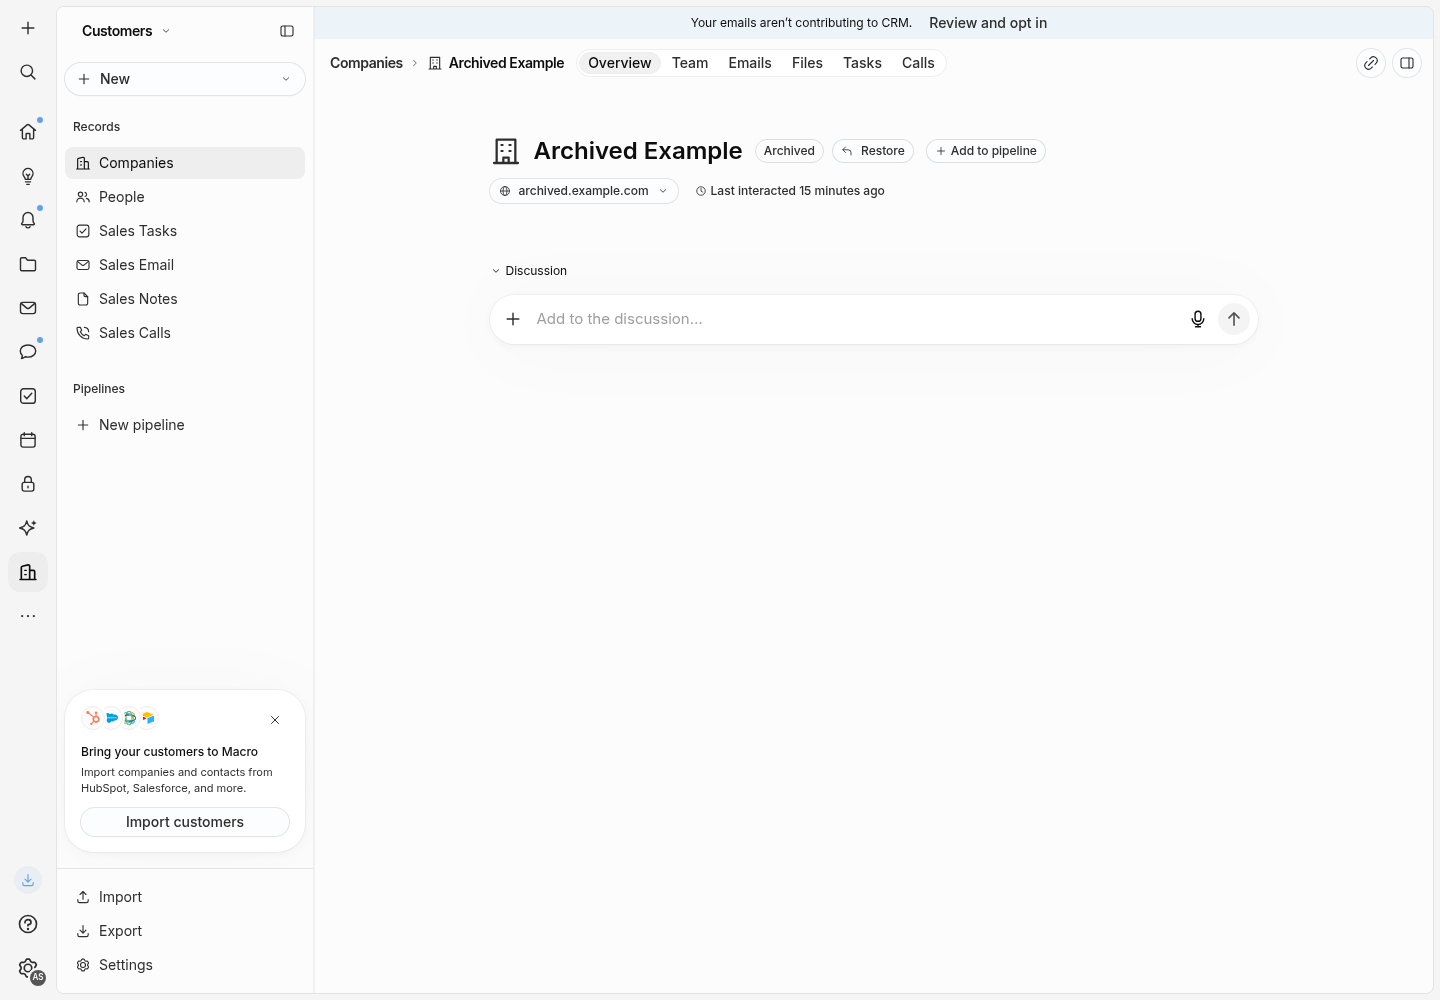 Your emails aren't contributing to CRM. Review and opt in
Customers
New
Records
Companies
People
Sales Tasks
Sales Email
Sales Notes
Sales Calls
Pipelines
New pipeline
Bring your customers to Macro
Import companies and contacts from
HubSpot, Salesforce, and more.
Import customers
Import
Export
Settings
AS
Companies Archived Example Overview Team Emails Files Tasks Calls
Archived Example Archived Restore Add to pipeline
archived.example.com Last interacted 15 minutes ago
Discussion
Add to the discussion...